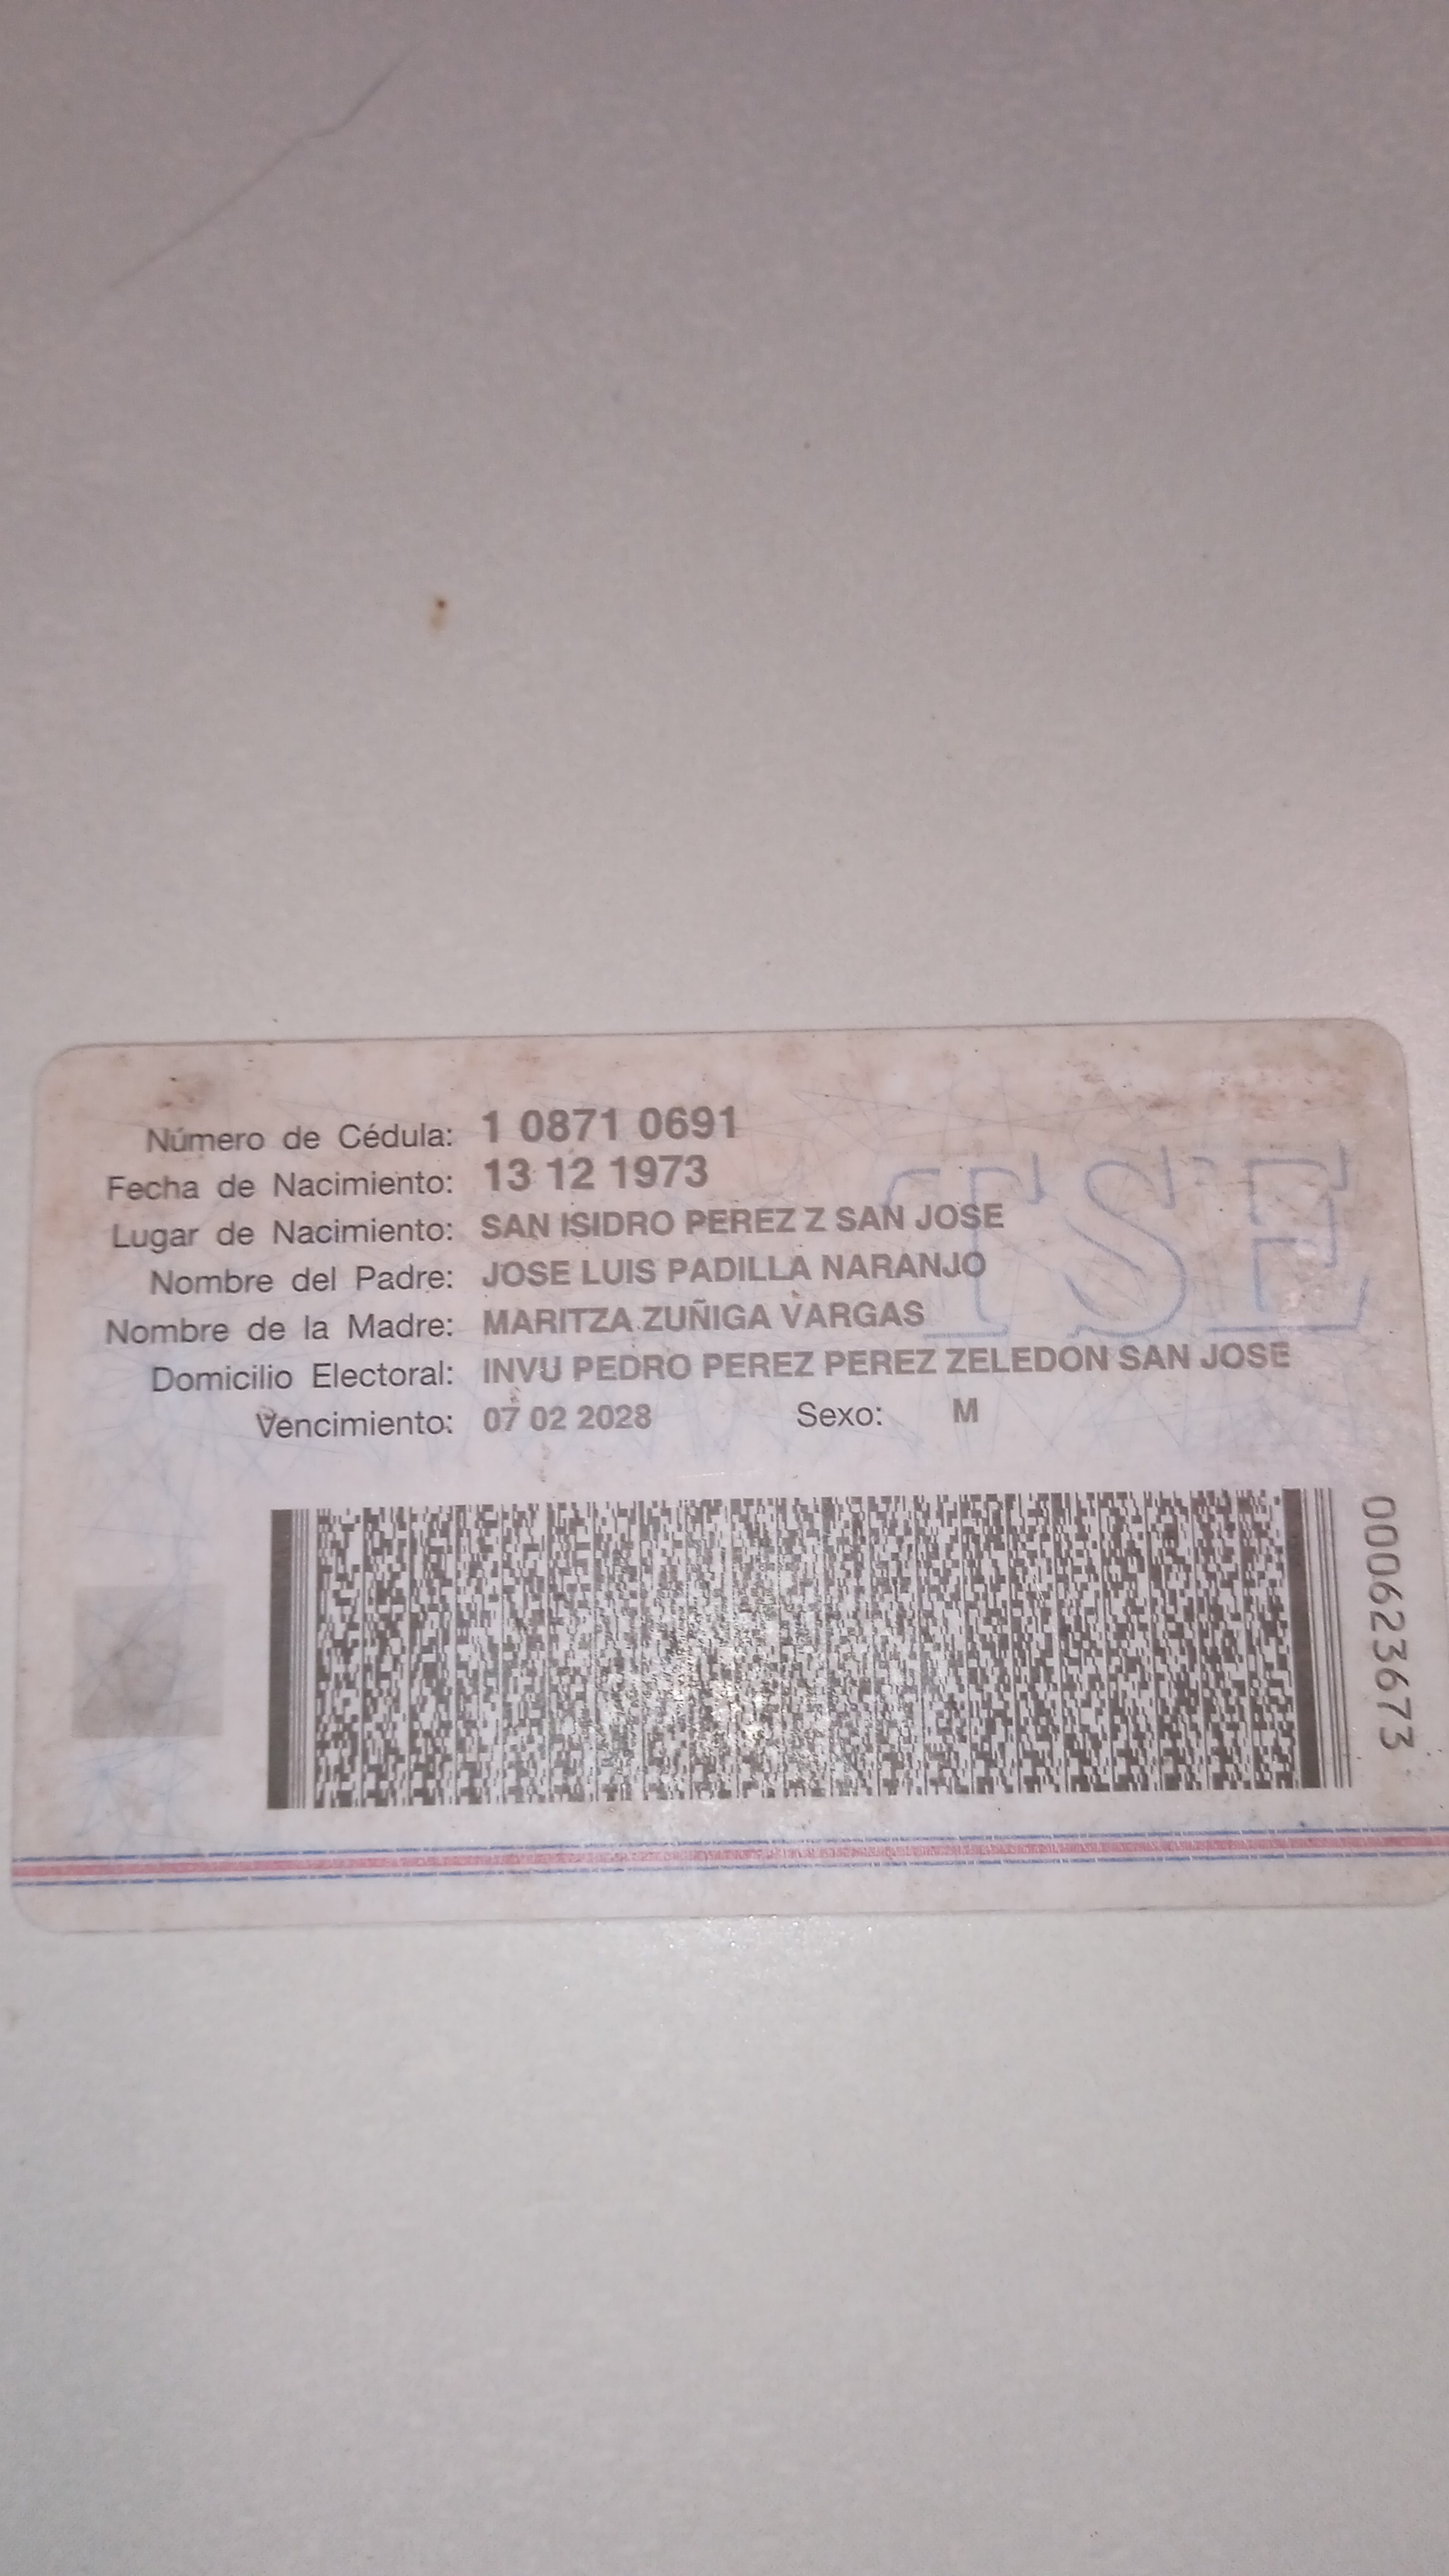 Número de Cédula: 1 0871 0691
Fecha de Nacimiento: 13 12 1973
Lugar de Nacimiento: SAN ISIDRO PEREZ Z SAN JOSE
Nombre del Padre: JOSE LUIS PADILLA NARANJO
Nombre de la Madre: MARITZA ZUÑIGA VARGAS
Domicilio Electoral: INVU PEDRO PEREZ PEREZ ZELEDON SAN JOSE
Vencimiento: 07 02 2028 Sexo: M
TSE
000623673